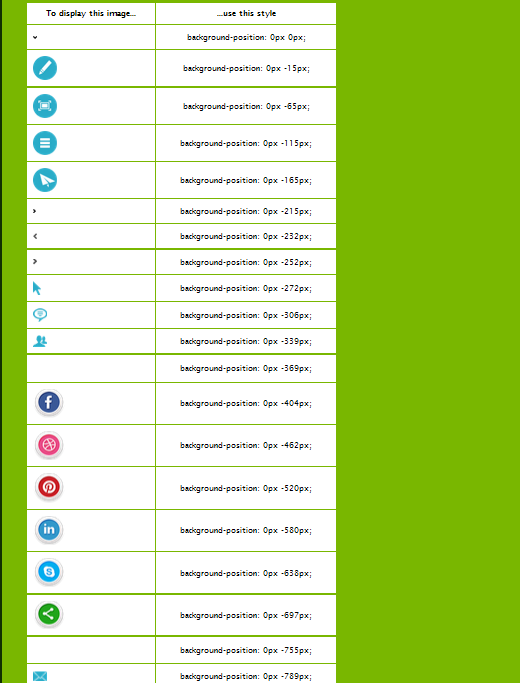 To display this image... ...use this style
background-position: 0px 0px;
background-position: 0px -15px;
background-position: 0px -65px;
background-position: 0px -115px;
background-position: 0px -165px;
background-position: 0px -215px;
background-position: 0px -232px;
background-position: 0px -252px;
background-position: 0px -272px;
background-position: 0px -306px;
background-position: 0px -339px;
background-position: 0px -369px;
f background-position: 0px -404px;
background-position: 0px -462px;
background-position: 0px -520px;
in background-position: 0px -580px;
S background-position: 0px -638px;
background-position: 0px -697px;
background-position: 0px -755px;
background-position: 0px -789px;